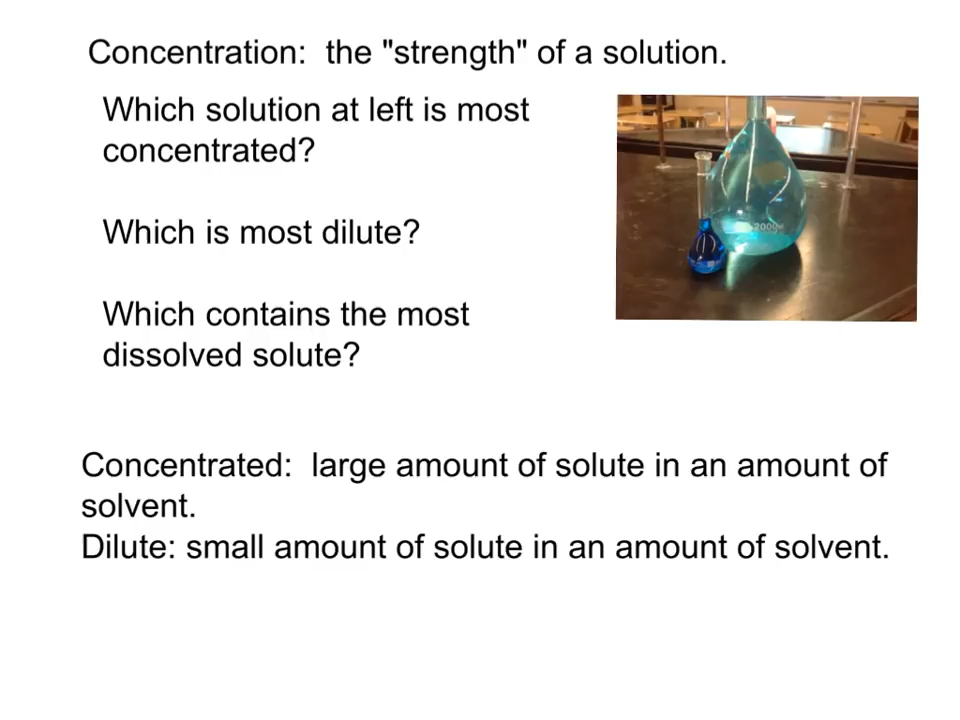 Concentration:  the "strength" of a solution.
Which solution at left is most
concentrated?
Which is most dilute?
Which contains the most
dissolved solute?
2000
Concentrated:  large amount of solute in an amount of
solvent.
Dilute: small amount of solute in an amount of solvent.